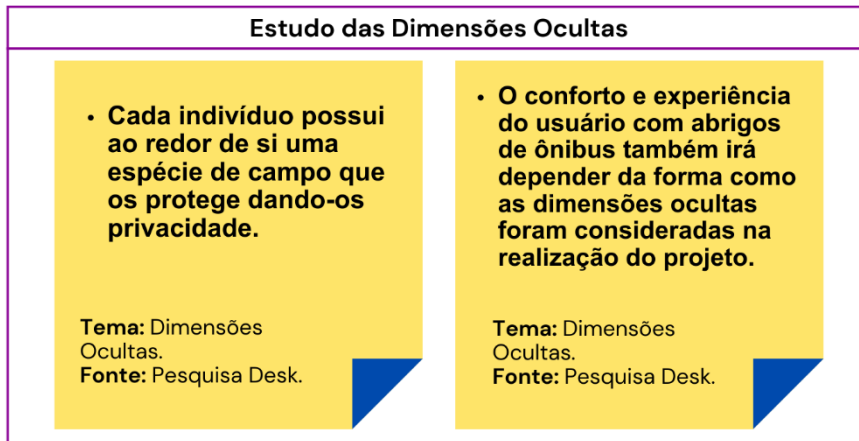 Estudo das Dimensões Ocultas
• Cada indivíduo possui
ao redor de si uma
espécie de campo que
os protege dando-os
privacidade.
Tema: Dimensões
Ocultas.
Fonte: Pesquisa Desk.
• O conforto e experiência
do usuário com abrigos
de ônibus também irá
depender da forma como
as dimensões ocultas
foram consideradas na
realização do projeto.
Tema: Dimensões
Ocultas.
Fonte: Pesquisa Desk.